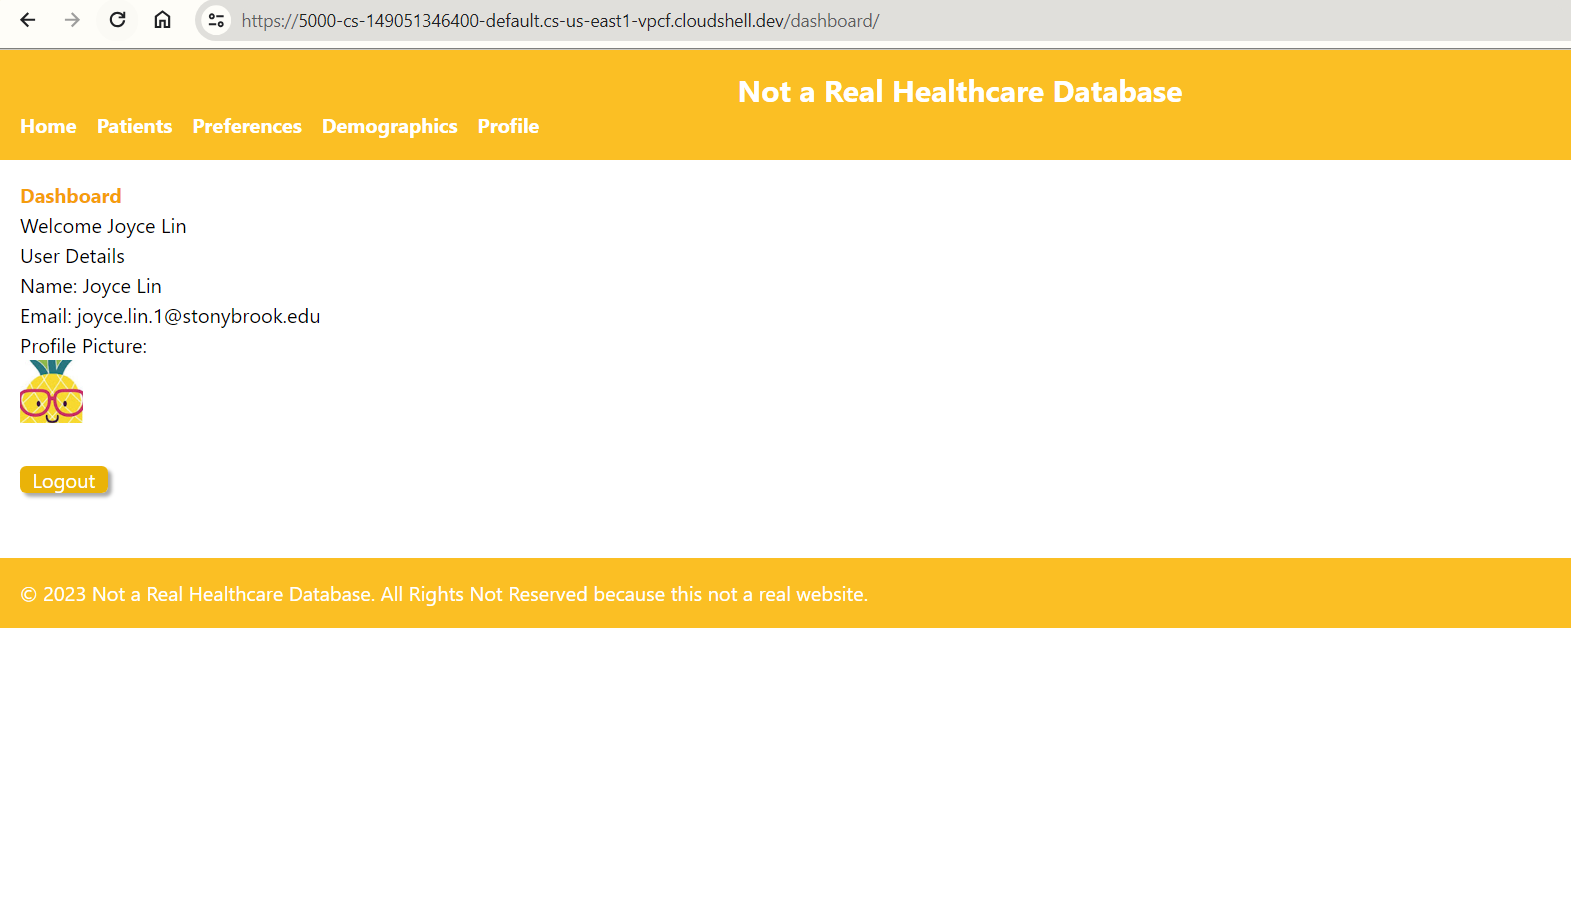 https://5000-cs-149051346400-default.cs-us-east1-vpcf.cloudshell.dev/dashboard/
Not a Real Healthcare Database
Home Patients Preferences Demographics Profile
Dashboard
Welcome Joyce Lin
User Details
Name: Joyce Lin
Email: joyce.lin.1@stonybrook.edu
Profile Picture:
Logout
© 2023 Not a Real Healthcare Database. All Rights Not Reserved because this not a real website.